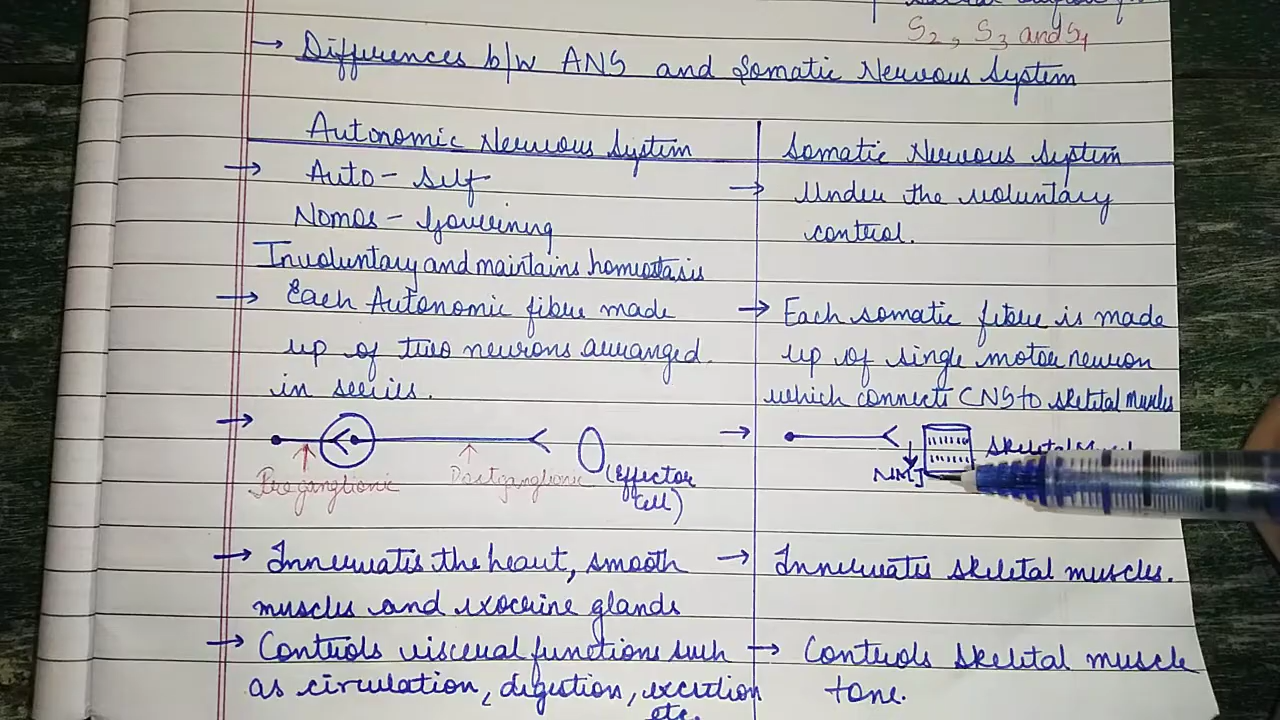 S2, S3 and S4
→ Differences b/w ANS and Somatic Nervous System
Autonomic Nervous System
→ Auto - Self
Nomos - Governing
Involuntary and maintains homeostasis
→ Each Autonomic fibre made
up of two neurons arranged
in series.
→
Preganglionic Postganglionic (effector
cell)
→ Innervates the heart, smooth
muscles and exocrine glands
→ Controls visceral functions such
as circulation, digestion, excretion
etc.
Somatic Nervous System
→ Under the voluntary
control.
→ Each somatic fibre is made
up of single motor neuron
which connects CNS to skeletal muscles
→ Skeletal
NMJ
→ Innervates skeletal muscles.
→ Controls skeletal muscle
tone.